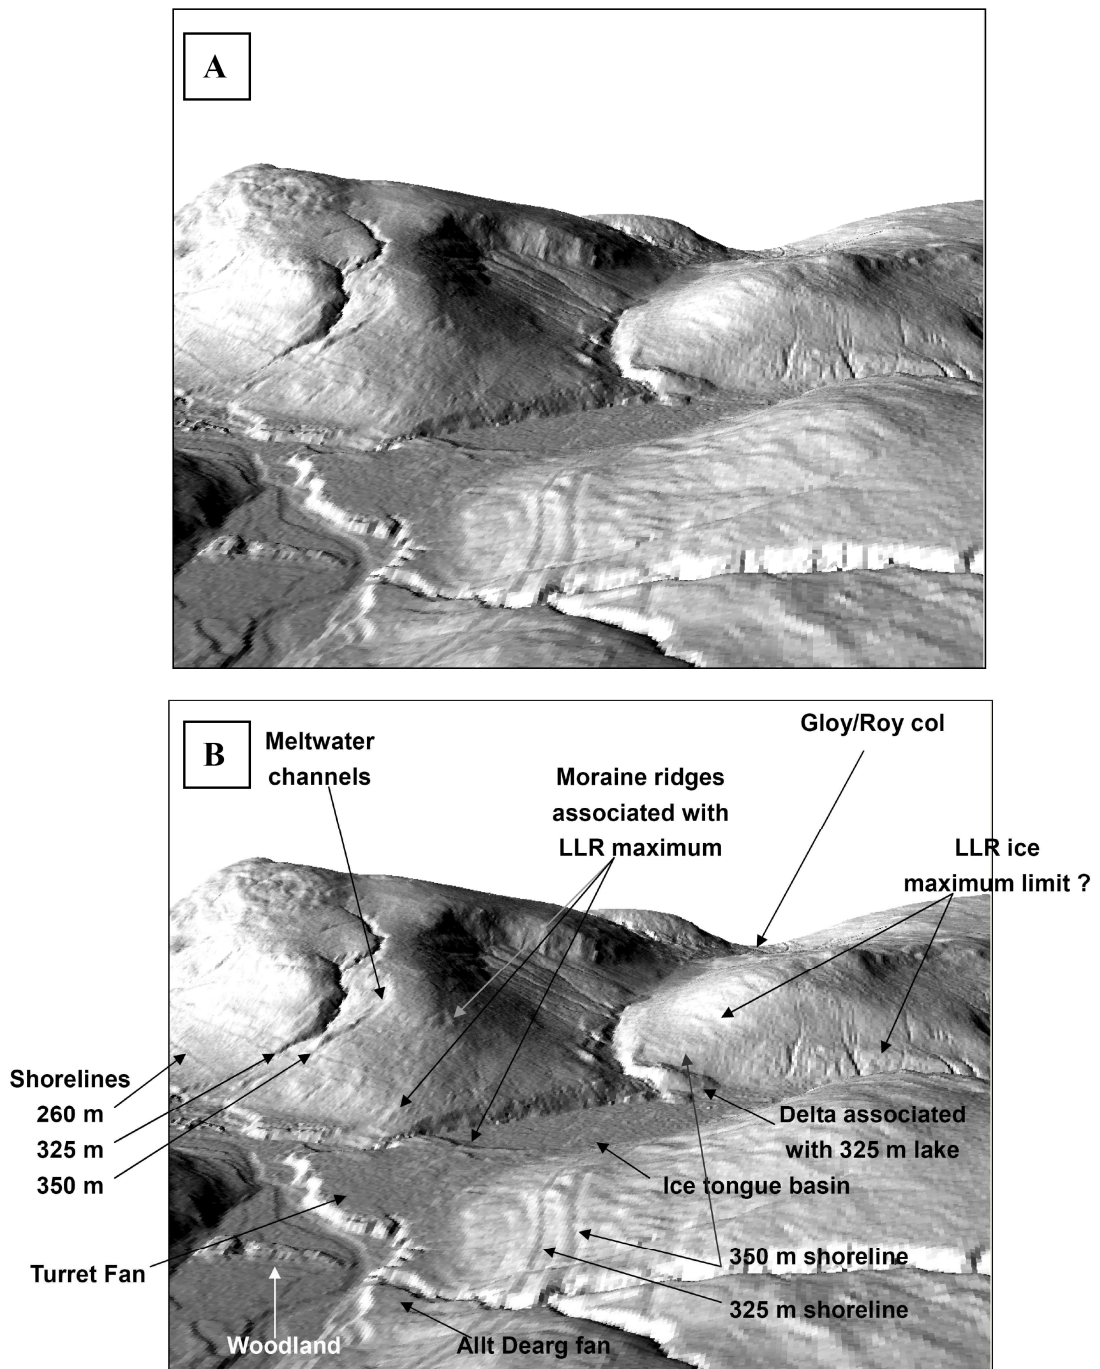 A
B
Meltwater
channels
Moraine ridges
associated with
LLR maximum
Gloy/Roy col
LLR ice
maximum limit ?
Shorelines
260 m
325 m
350 m
Delta associated
with 325 m lake
Ice tongue basin
Turret Fan
350 m shoreline
325 m shoreline
Woodland
Allt Dearg fan